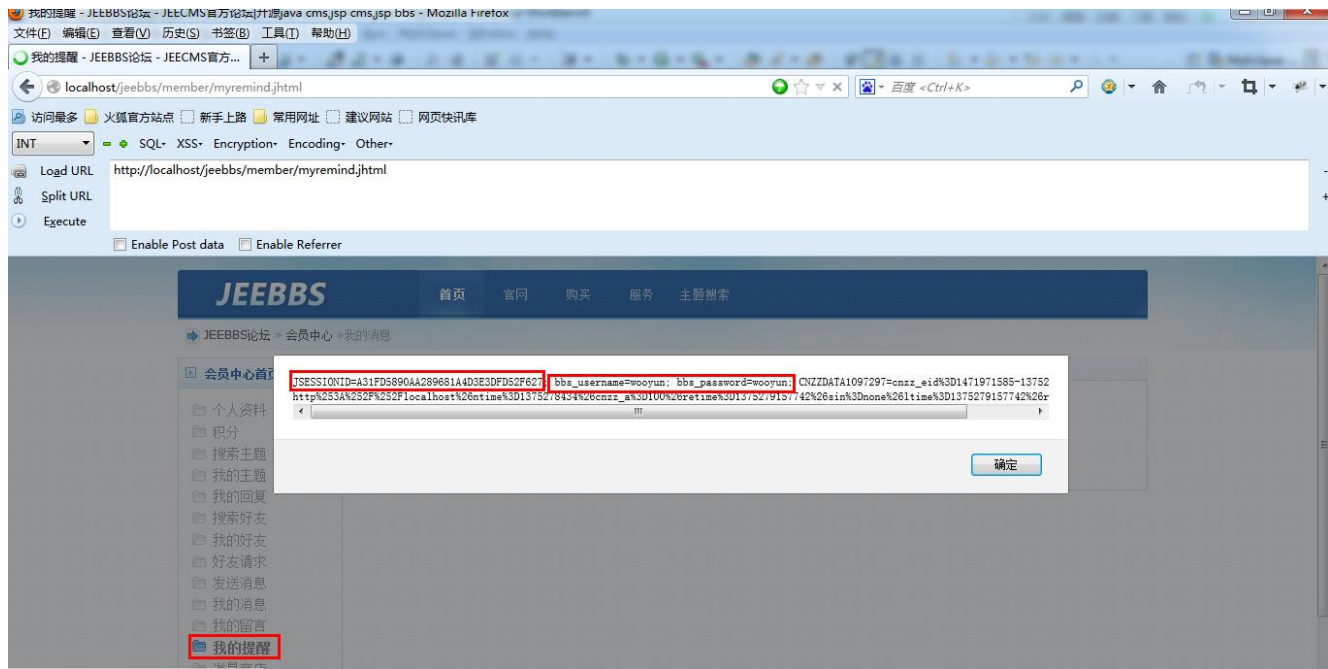 我的提醒 - JEEBBS论坛 - JEECMS官方论坛|开源java cms,jsp cms,jsp bbs - Mozilla Firefox
文件(F) 编辑(E) 查看(V) 历史(S) 书签(B) 工具(T) 帮助(H)
我的提醒 - JEEBBS论坛 - JEECMS官方... +
localhost/jeebbs/member/myremind.jhtml 百度 <Ctrl+K>
访问最多 火狐官方站点 新手上路 常用网址 建议网站 网页快讯库
INT SQL- XSS- Encryption- Encoding- Other-
Load URL http://localhost/jeebbs/member/myremind.jhtml
Split URL
Execute
Enable Post data Enable Referrer
JEEBBS 首页 官网 购买 服务 主题搜索
JEEBBS论坛 » 会员中心 »我的消息
会员中心首页
JSESSIONID=A31FD5890AA289681A4D3E3DFD52F627; bbs_username=wooyun; bbs_password=wooyun; CNZZDATA1097297=cnzz_eid%3D1471971585-13752
http%253A%252F%252Flocalhost%26ntime%3D1375278434%26cnzz_a%3D100%26retime%3D1375279157742%26sin%3Dnone%26ltime%3D1375279157742%26r
确定
个人资料
积分
搜索主题
我的主题
我的回复
搜索好友
我的好友
好友请求
发送消息
我的消息
我的留言
我的提醒
道具商店